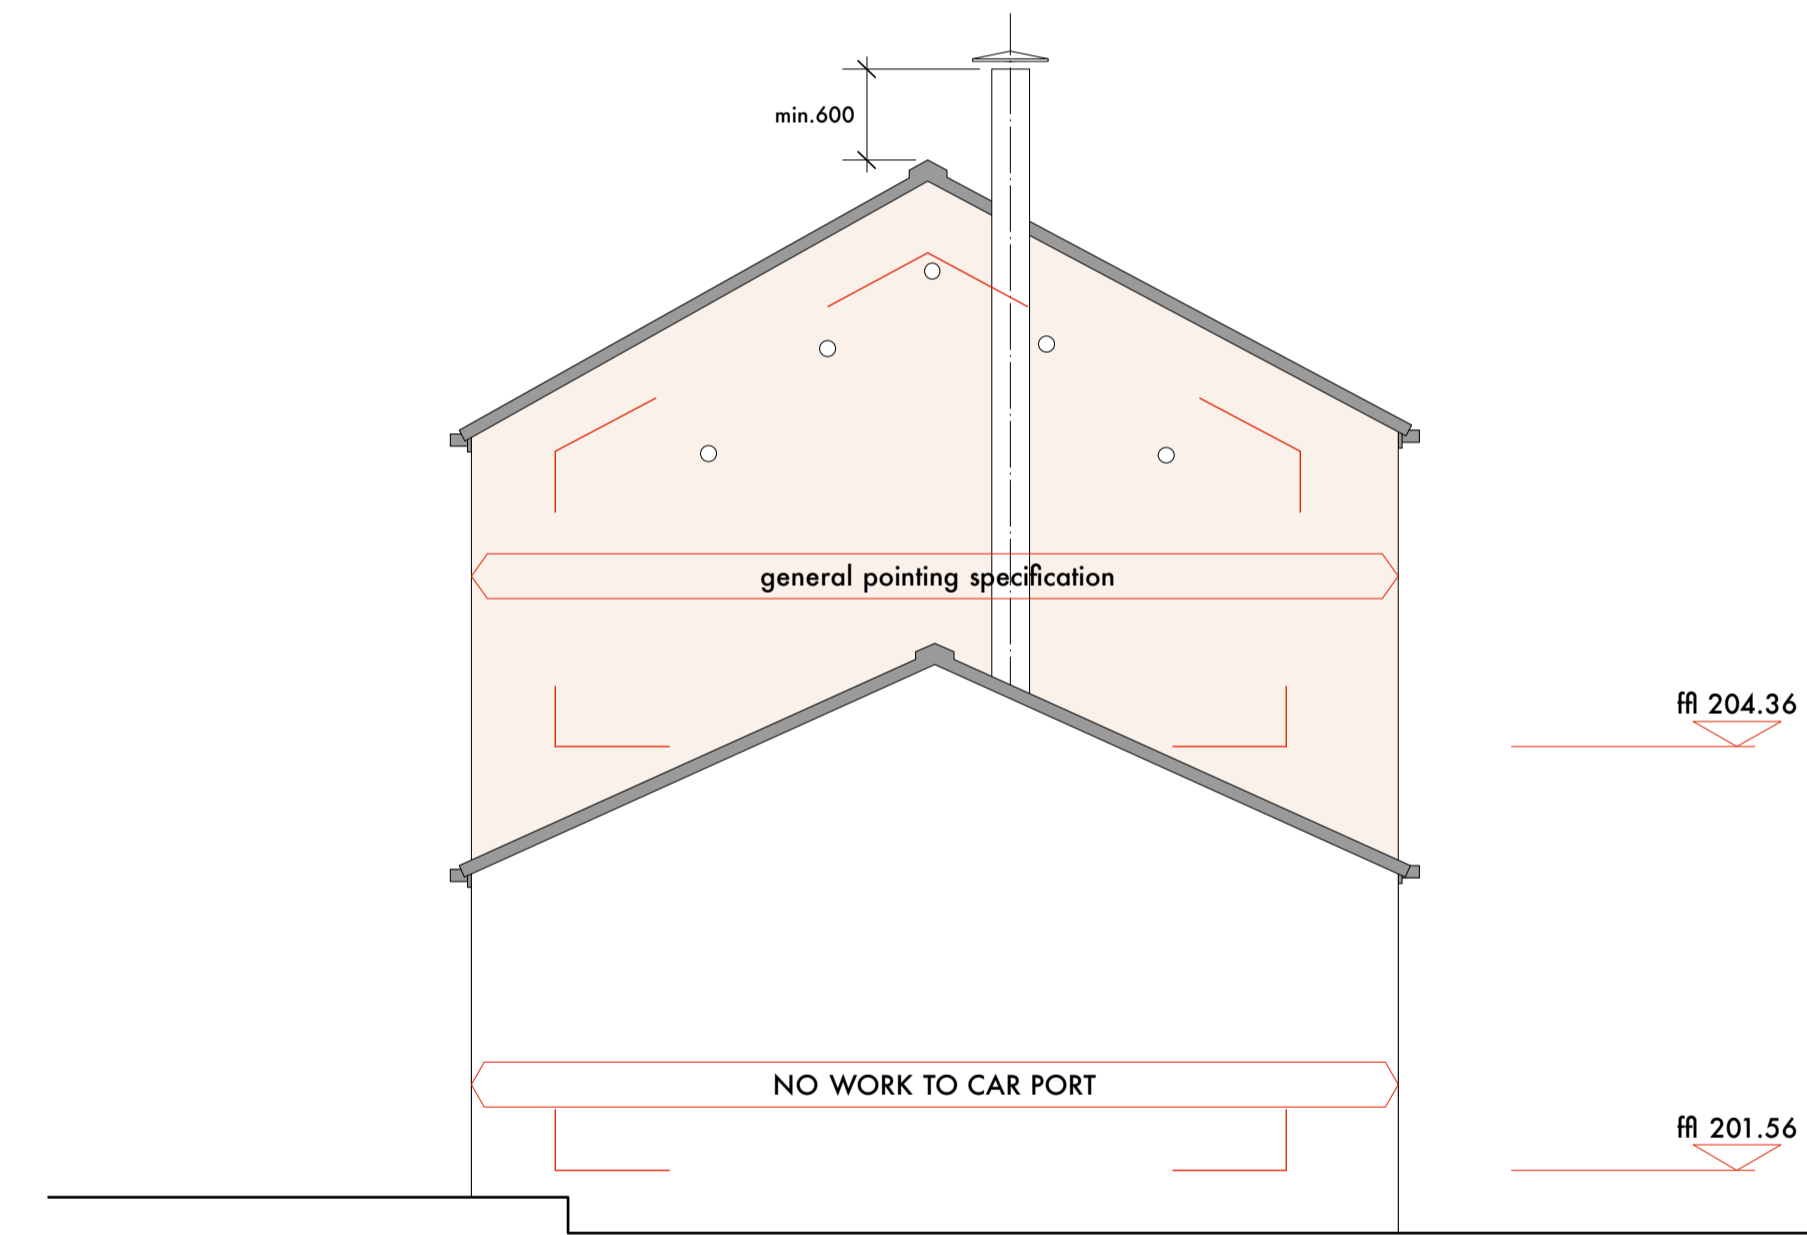 min.600
general pointing specification
ffl 204.36
NO WORK TO CAR PORT
ffl 201.56